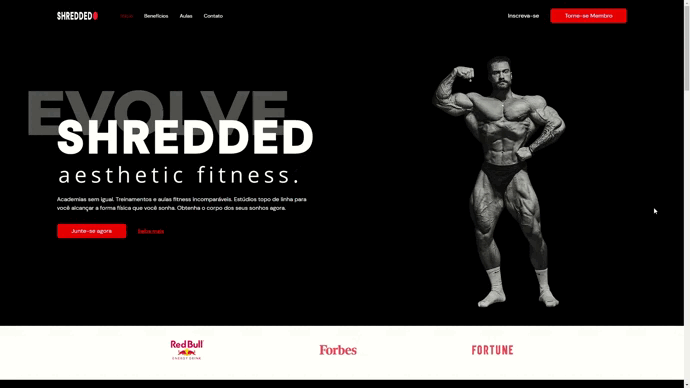 SHREDDED
Início
Benefícios
Aulas
Contato
Inscreva-se
Torne-se Membro
EVOLVE
SHREDDED
aesthetic fitness.
Academias sem igual. Treinamentos e aulas fitness incomparáveis. Estúdios topo de linha para
você alcançar a forma física que você sonha. Obtenha o corpo dos seus sonhos agora.
Junte-se agora
Saiba mais
Red Bull
ENERGY DRINK
Forbes
FORTUNE